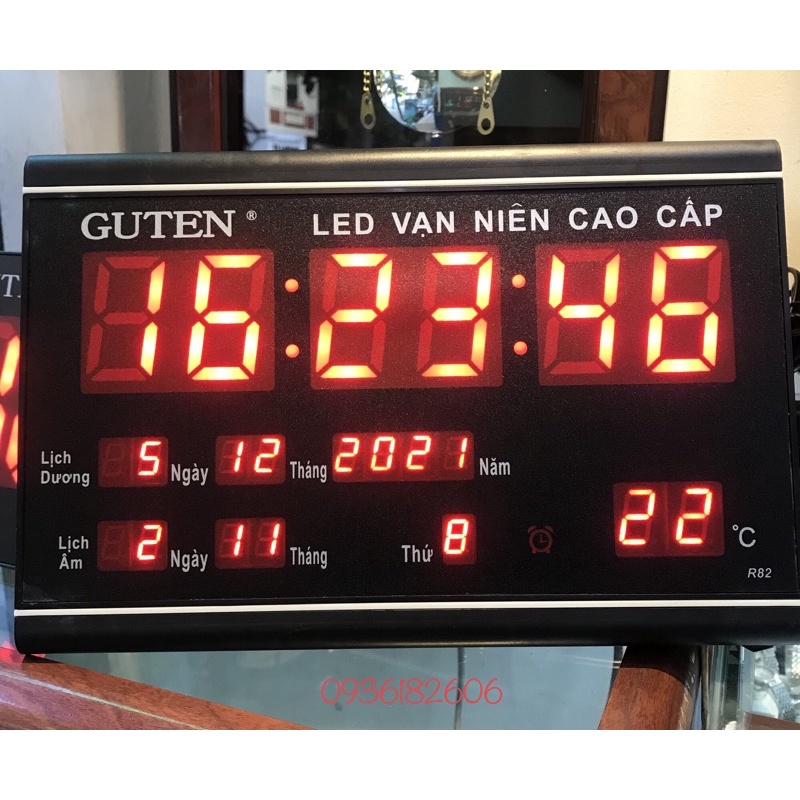 GUTEN ® LED VẠN NIÊN CAO CẤP
16:23:46
Lịch Dương 5 Ngày 12 Tháng 2021 Năm
Lịch Âm 2 Ngày 11 Tháng Thứ 8 22 °C
R82
0936182606